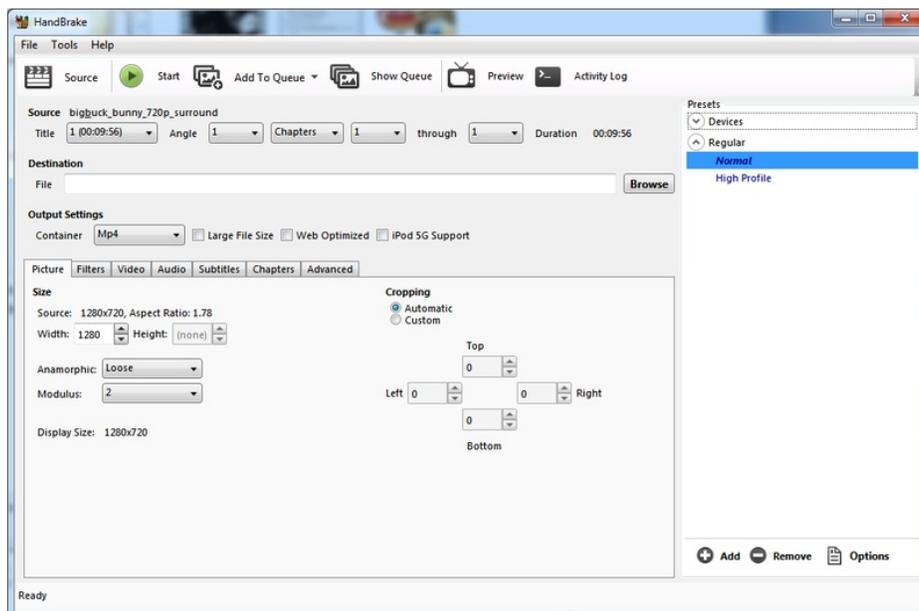 HandBrake
File Tools Help
Source Start Add To Queue Show Queue Preview Activity Log
Source bigbuck_bunny_720p_surround
Title 1 (00:09:56) Angle 1 Chapters 1 through 1 Duration 00:09:56
Destination
File Browse
Output Settings
Container Mp4 Large File Size Web Optimized iPod 5G Support
Picture Filters Video Audio Subtitles Chapters Advanced
Size
Source: 1280x720, Aspect Ratio: 1.78
Width: 1280 Height: (none)
Anamorphic: Loose
Modulus: 2
Display Size: 1280x720
Cropping
Automatic
Custom
Top
0
Left 0 0 Right
0
Bottom
Presets
Devices
Regular
Normal
High Profile
Add Remove Options
Ready